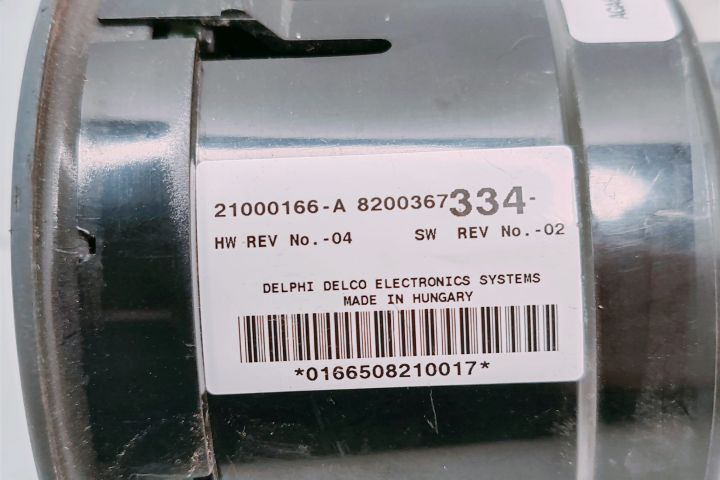 21000166-A 8200367334-
HW REV No.-04 SW REV No.-02
DELPHI DELCO ELECTRONICS SYSTEMS
MADE IN HUNGARY
*0166508210017*